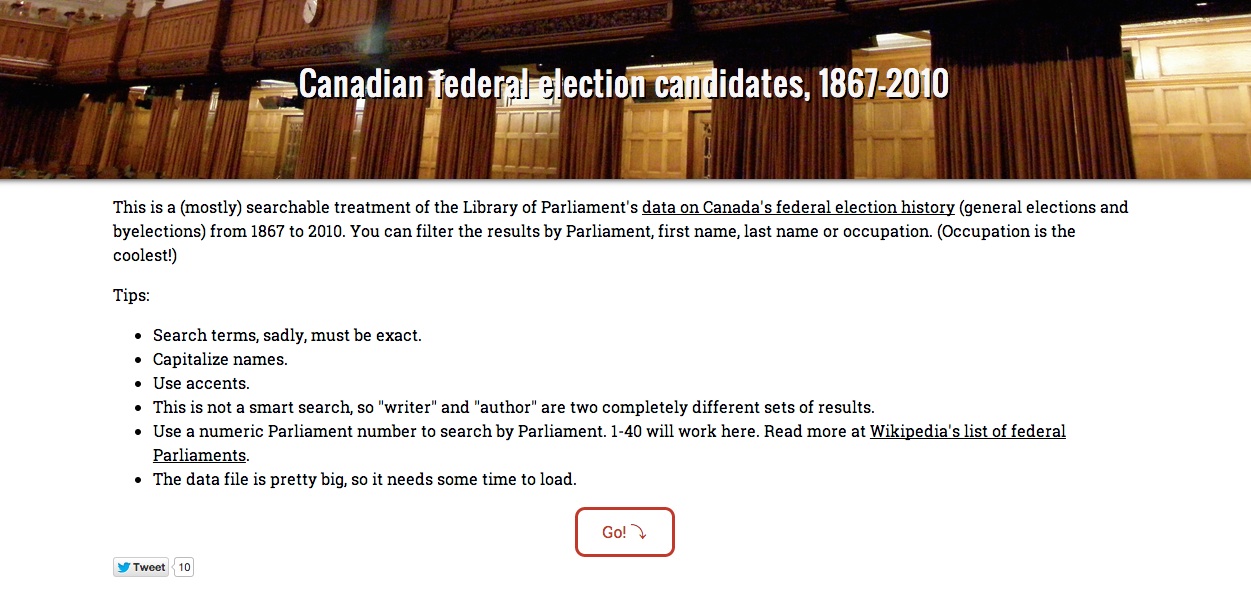 Canadian federal election candidates, 1867-2010
This is a (mostly) searchable treatment of the Library of Parliament's data on Canada's federal election history (general elections and
byelections) from 1867 to 2010. You can filter the results by Parliament, first name, last name or occupation. (Occupation is the
coolest!)
Tips:
Search terms, sadly, must be exact.
Capitalize names.
Use accents.
This is not a smart search, so "writer" and "author" are two completely different sets of results.
Use a numeric Parliament number to search by Parliament. 1-40 will work here. Read more at Wikipedia's list of federal
Parliaments.
The data file is pretty big, so it needs some time to load.
Go!
Tweet 10